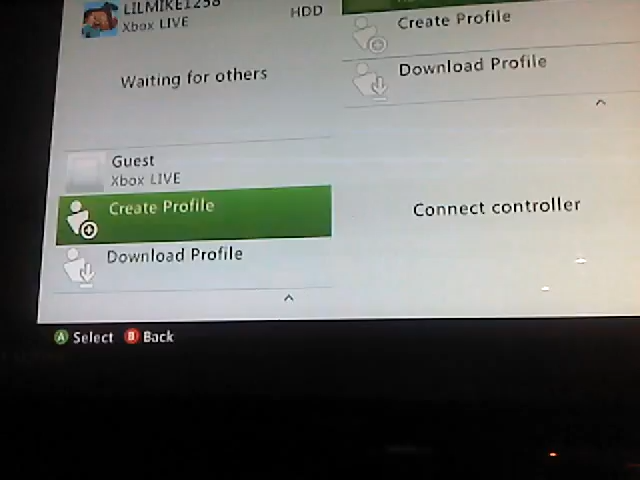 LILMIKE1258
Xbox LIVE
HDD
Waiting for others
Create Profile
Download Profile
Guest
Xbox LIVE
Create Profile
Download Profile
Connect controller
A Select B Back